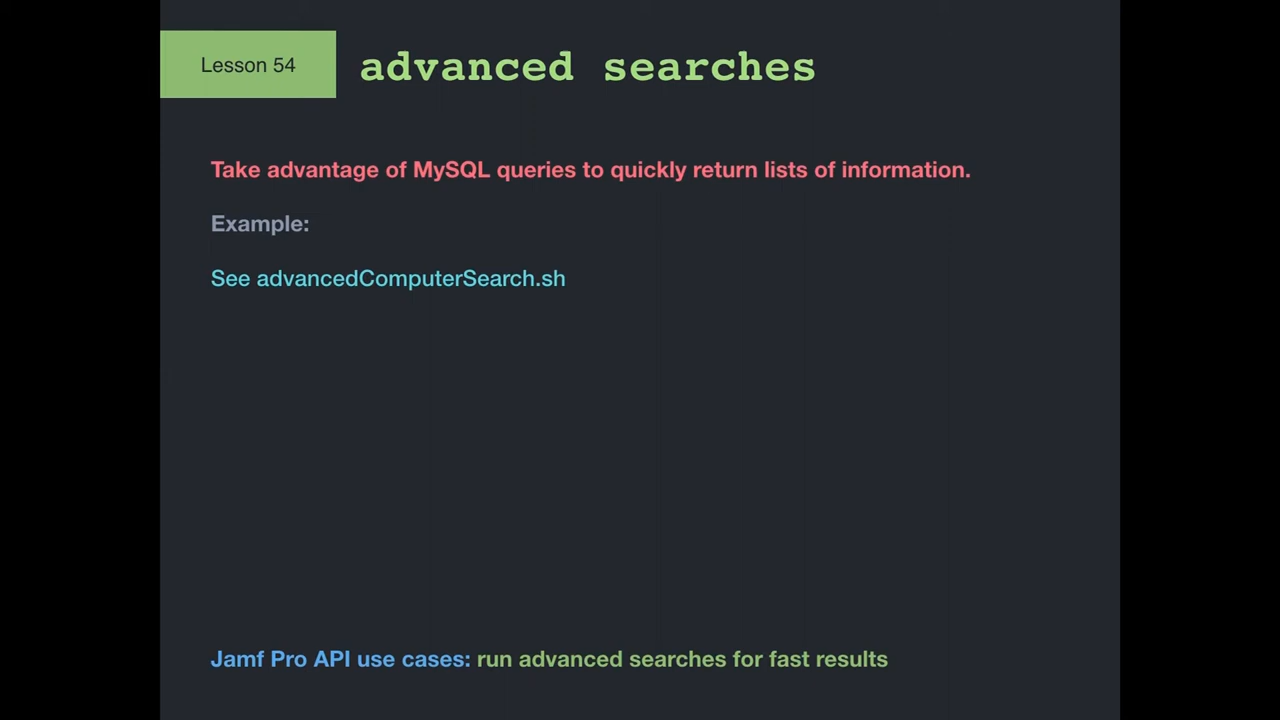 Lesson 54
advanced searches
Take advantage of MySQL queries to quickly return lists of information.
Example:
See advancedComputerSearch.sh
Jamf Pro API use cases: run advanced searches for fast results